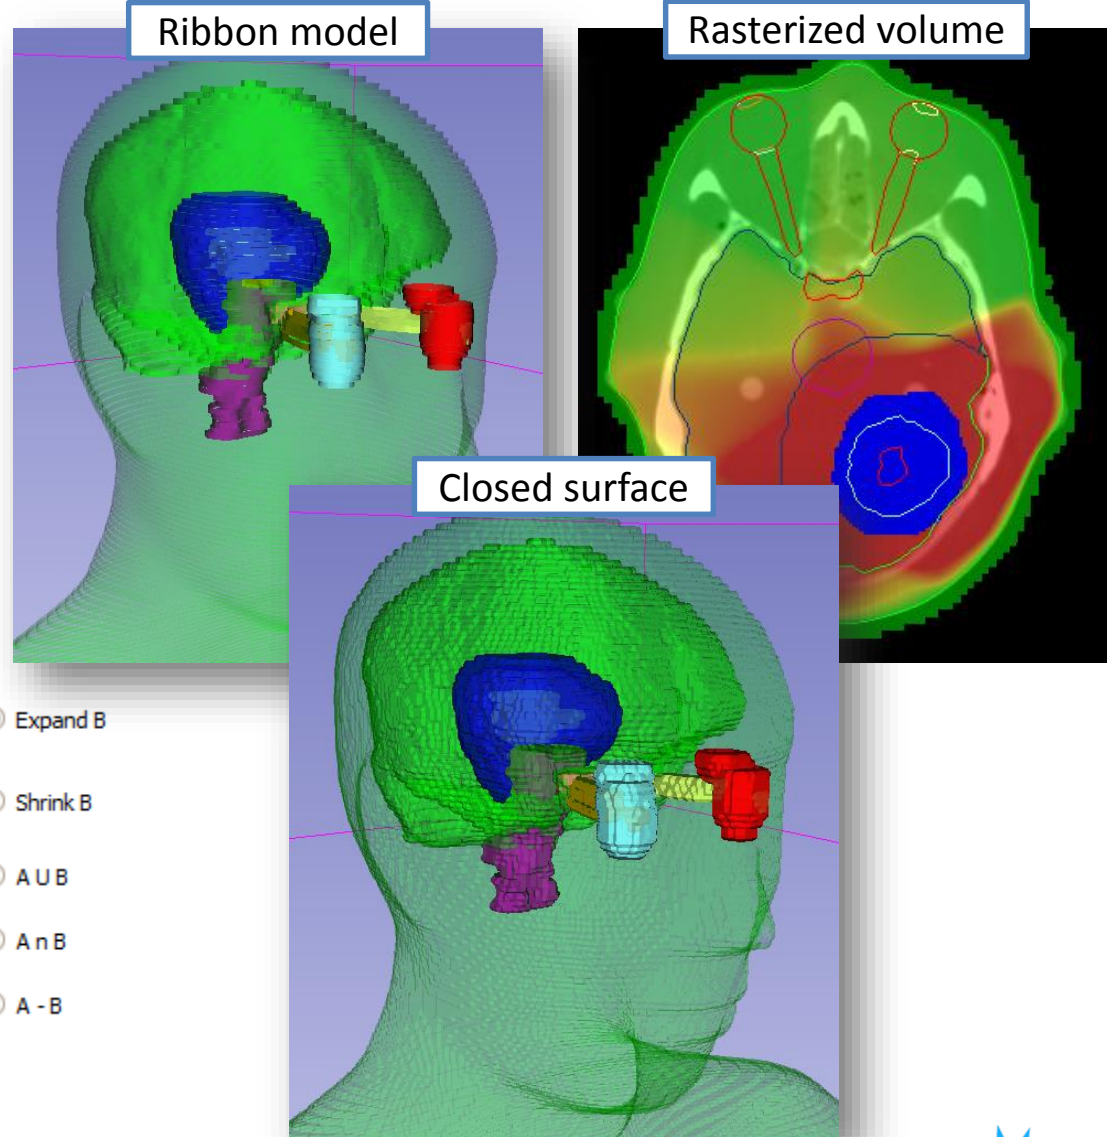 Ribbon model
Rasterized volume
Closed surface
Expand B
Shrink B
A U B
A n B
A - B